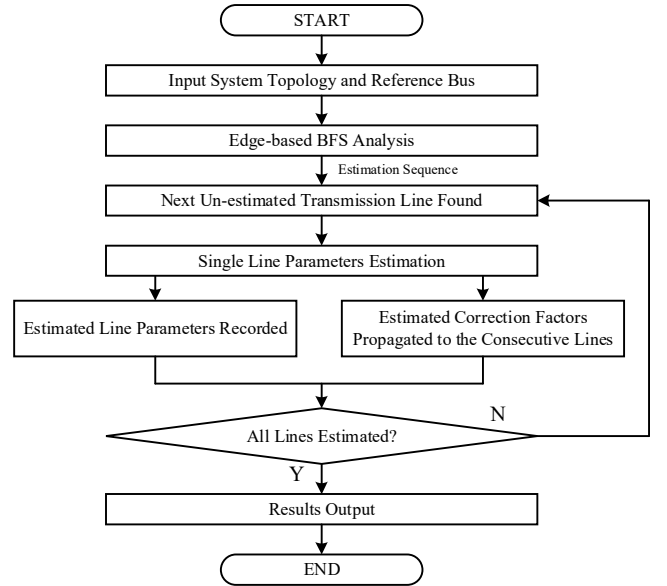 START
Input System Topology and Reference Bus
Edge-based BFS Analysis
Estimation Sequence
Next Un-estimated Transmission Line Found
Single Line Parameters Estimation
Estimated Line Parameters Recorded
Estimated Correction Factors
Propagated to the Consecutive Lines
All Lines Estimated?
N
Y
Results Output
END